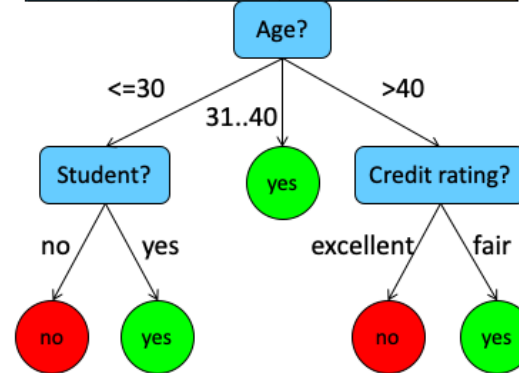 Age?
<=30
31..40
>40
Student?
yes
Credit rating?
no
yes
excellent
fair
no
yes
no
yes